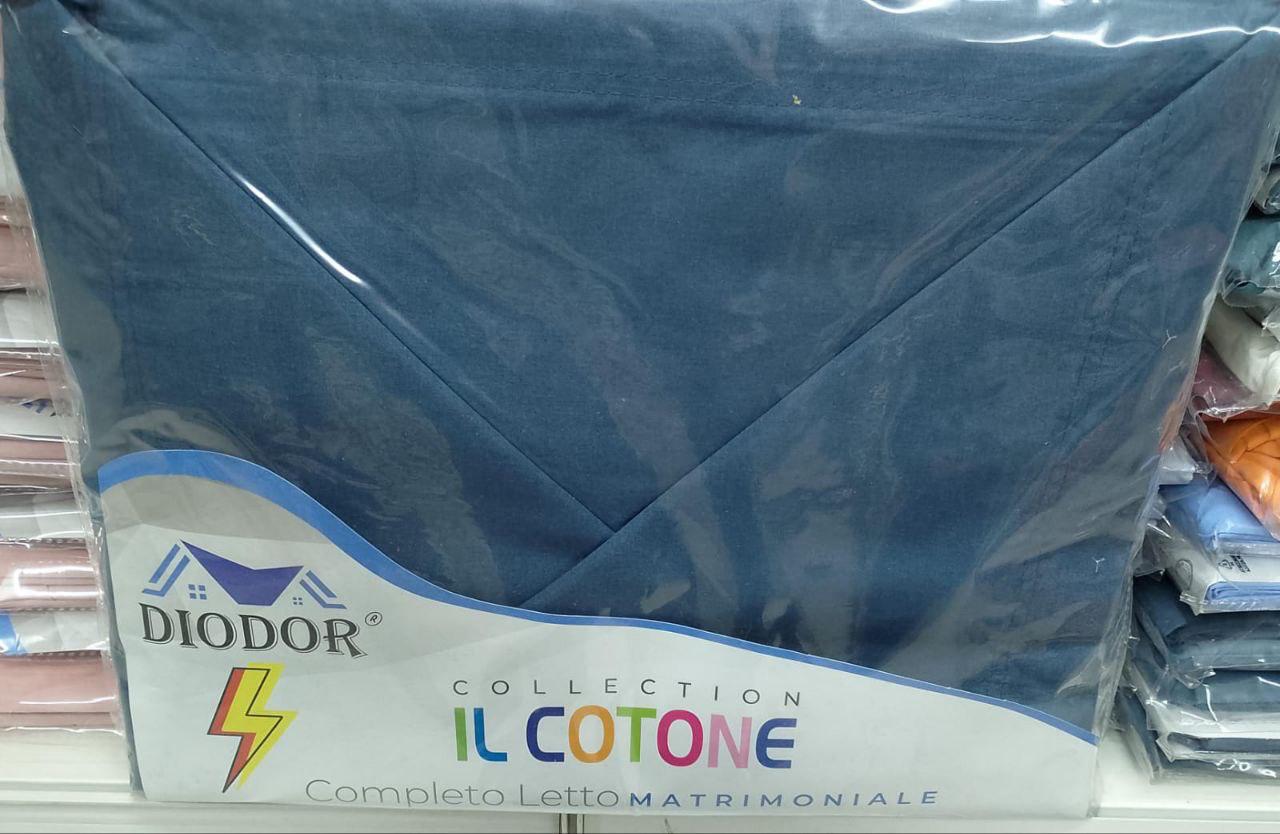 DIODOR®
COLLECTION
IL COTONE
Completo Letto MATRIMONIALE